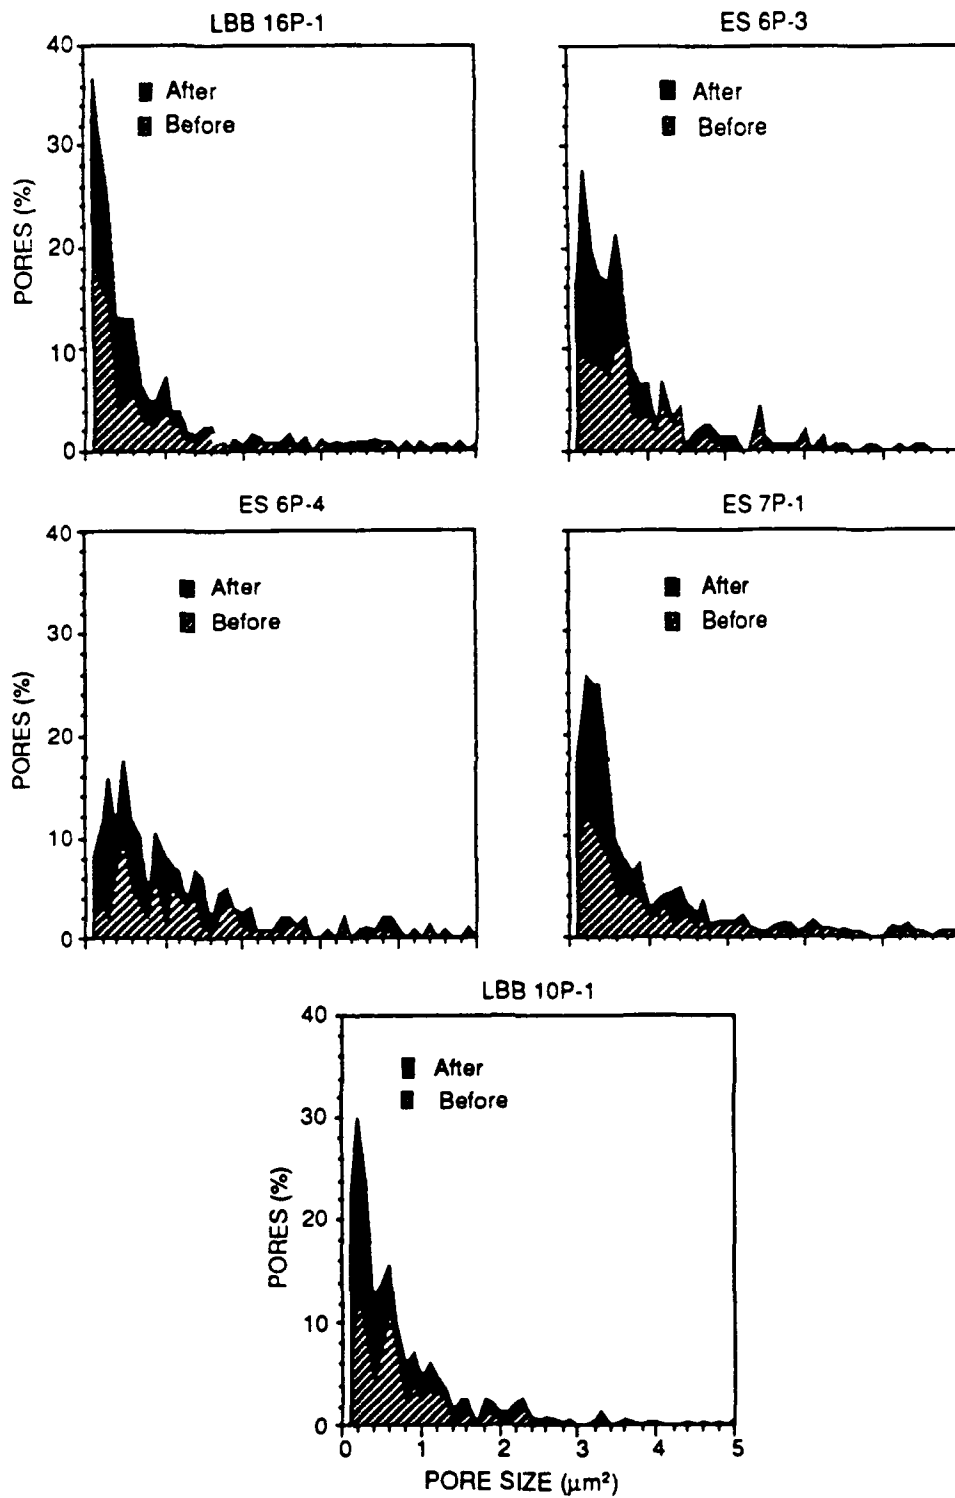 LBB 16P-1
ES 6P-3
40
30
20
10
0
PORES (%)
After
Before
After
Before
ES 6P-4
ES 7P-1
40
30
20
10
0
PORES (%)
After
Before
After
Before
LBB 10P-1
40
30
20
10
0
PORES (%)
After
Before
0 1 2 3 4 5
PORE SIZE (μm²)